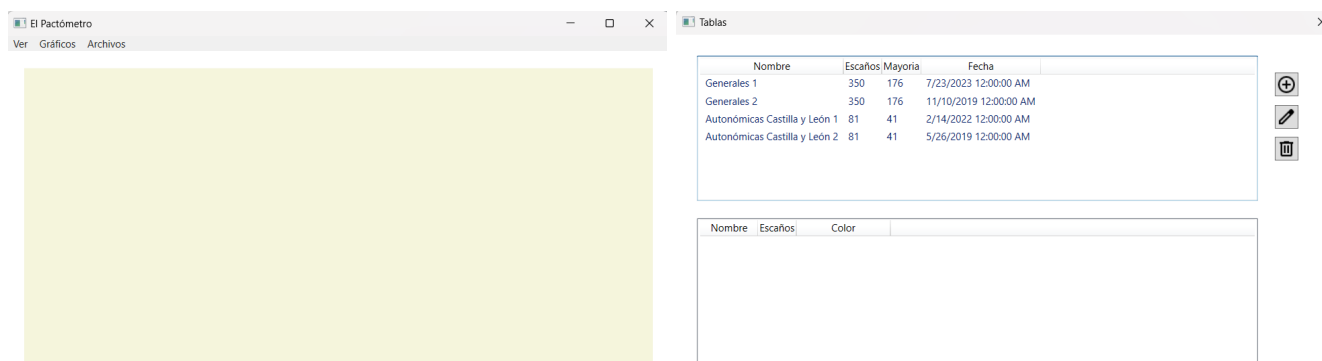 El Pactómetro
Ver Gráficos Archivos
Tablas
Nombre Escaños Mayoria Fecha
Generales 1 350 176 7/23/2023 12:00:00 AM
Generales 2 350 176 11/10/2019 12:00:00 AM
Autonómicas Castilla y León 1 81 41 2/14/2022 12:00:00 AM
Autonómicas Castilla y León 2 81 41 5/26/2019 12:00:00 AM
Nombre Escaños Color